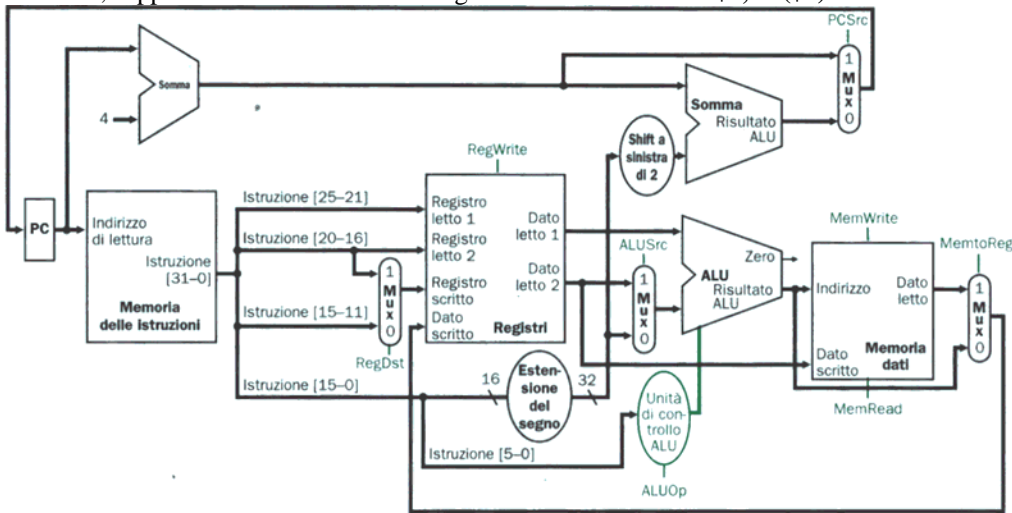 PCSrc
1
Mux
0
Somma
4
Somma
Risultato
ALU
Shift a
sinistra
di 2
RegWrite
PC
Indirizzo
di lettura
Istruzione
[31–0]
Memoria
delle istruzioni
Istruzione [25–21]
Istruzione [20–16]
Istruzione [15–11]
Istruzione [15–0]
Istruzione [5–0]
1
Mux
0
RegDst
Registro
letto 1
Registro
letto 2
Registro
scritto
Dato
scritto
Dato
letto 1
Dato
letto 2
Registri
16
Estensione
del
segno
32
ALUSrc
1
Mux
0
Zero
ALU
Risultato
ALU
Unità
di con-
trollo
ALU
ALUOp
MemWrite
Indirizzo
Dato
letto
Dato
scritto
Memoria
dati
MemRead
MemtoReg
1
Mux
0